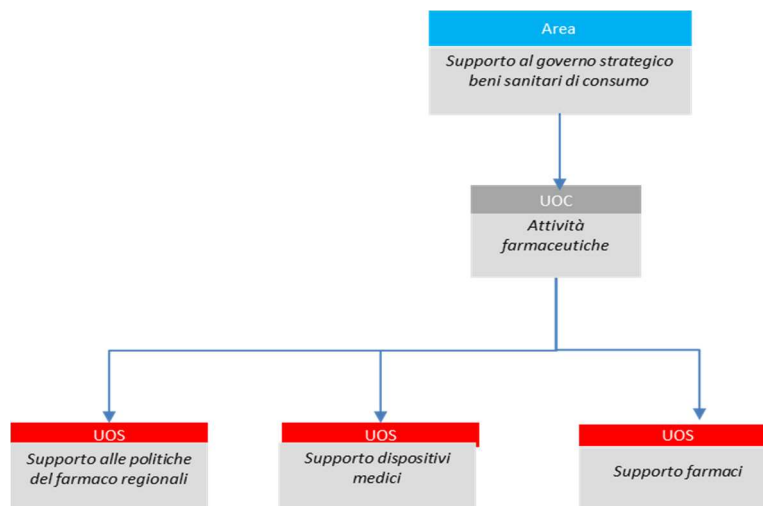 Area
Supporto al governo strategico
beni sanitari di consumo
UOC
Attività
farmaceutiche
UOS
Supporto alle politiche
del farmaco regionali
UOS
Supporto dispositivi
medici
UOS
Supporto farmaci